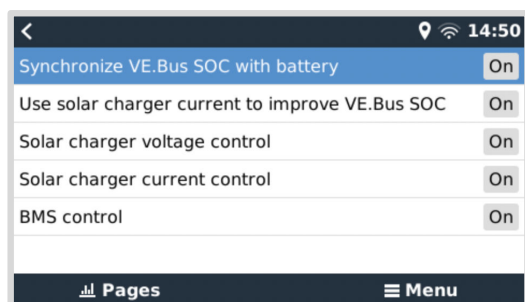 14:50
Synchronize VE.Bus SOC with battery On
Use solar charger current to improve VE.Bus SOC On
Solar charger voltage control On
Solar charger current control On
BMS control On
Pages Menu